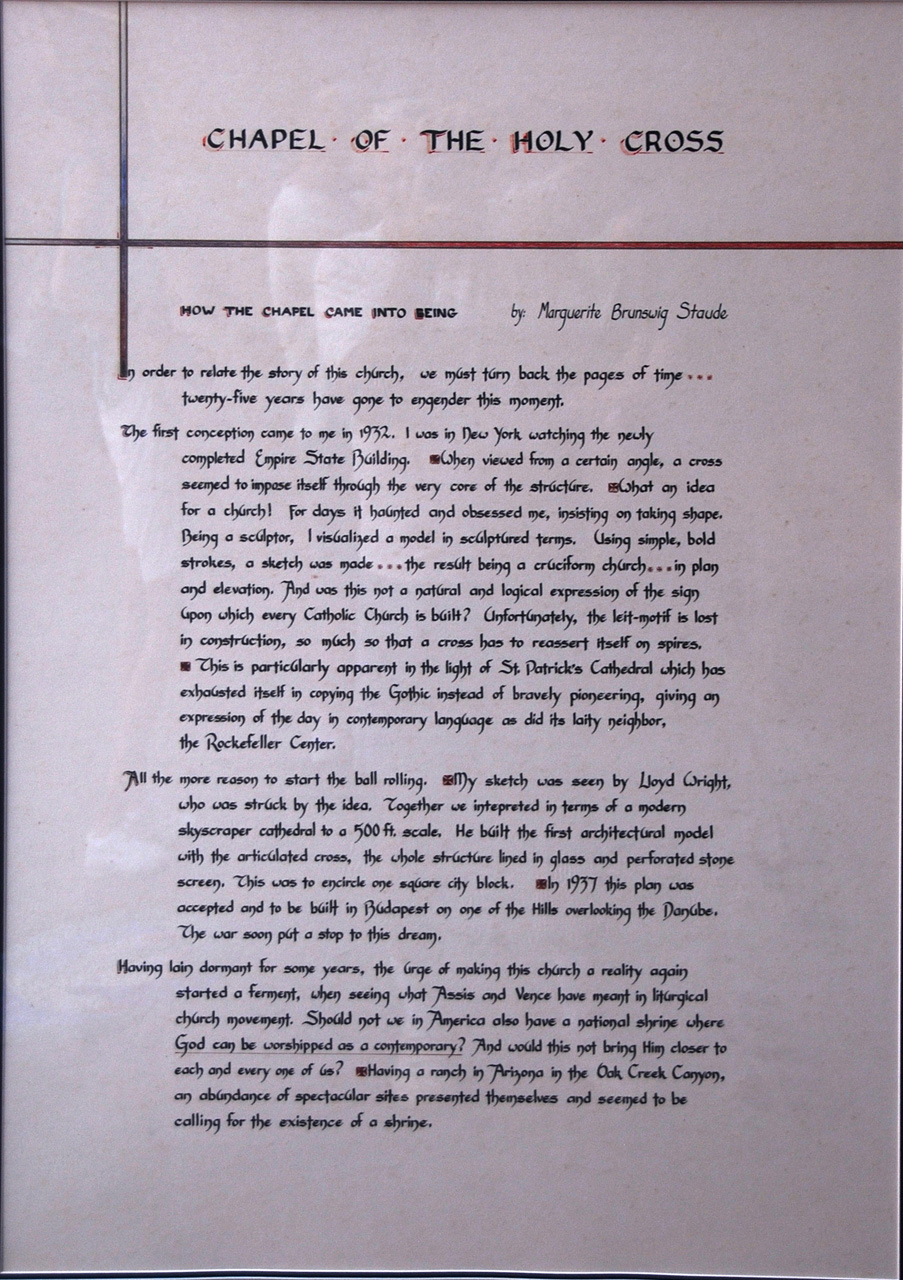 CHAPEL · OF · THE · HOLY · CROSS
HOW THE CHAPEL CAME INTO BEING by: Marguerite Brunswig Staude
In order to relate the story of this church, we must turn back the pages of time...
twenty-five years have gone to engender this moment.
The first conception came to me in 1932. I was in New York watching the newly
completed Empire State Building. When viewed from a certain angle, a cross
seemed to impose itself through the very core of the structure. What an idea
for a church! For days it haunted and obsessed me, insisting on taking shape.
Being a sculptor, I visualized a model in sculptured terms. Using simple, bold
strokes, a sketch was made...the result being a cruciform church...in plan
and elevation. And was this not a natural and logical expression of the sign
upon which every Catholic Church is built? Unfortunately, the leit-motif is lost
in construction, so much so that a cross has to reassert itself on spires.
This is particularly apparent in the light of St. Patrick's Cathedral which has
exhausted itself in copying the Gothic instead of bravely pioneering, giving an
expression of the day in contemporary language as did its laity neighbor,
the Rockefeller Center.
All the more reason to start the ball rolling. My sketch was seen by Lloyd Wright,
who was struck by the idea. Together we intepreted in terms of a modern
skyscraper cathedral to a 500 ft. scale. He built the first architectural model
with the articulated cross, the whole structure lined in glass and perforated stone
screen. This was to encircle one square city block. In 1937 this plan was
accepted and to be built in Budapest on one of the Hills overlooking the Danube.
The war soon put a stop to this dream.
Having lain dormant for some years, the urge of making this church a reality again
started a ferment, when seeing what Assis and Vence have meant in liturgical
church movement. Should not we in America also have a national shrine where
God can be worshipped as a contemporary? And would this not bring Him closer to
each and every one of us? Having a ranch in Arizona in the Oak Creek Canyon,
an abundance of spectacular sites presented themselves and seemed to be
calling for the existence of a shrine.